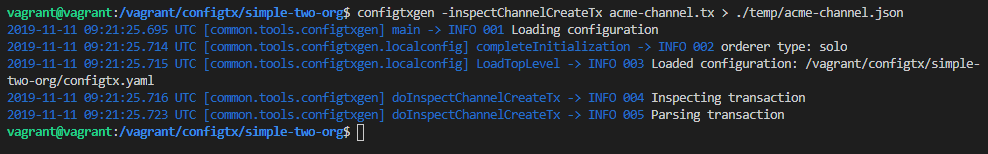 vagrant@vagrant:/vagrant/configtx/simple-two-org$ configtxgen -inspectChannelCreateTx acme-channel.tx > ./temp/acme-channel.json
2019-11-11 09:21:25.695 UTC [common.tools.configtxgen] main -> INFO 001 Loading configuration
2019-11-11 09:21:25.714 UTC [common.tools.configtxgen.localconfig] completeInitialization -> INFO 002 orderer type: solo
2019-11-11 09:21:25.715 UTC [common.tools.configtxgen.localconfig] LoadTopLevel -> INFO 003 Loaded configuration: /vagrant/configtx/simple-
two-org/configtx.yaml
2019-11-11 09:21:25.716 UTC [common.tools.configtxgen] doInspectChannelCreateTx -> INFO 004 Inspecting transaction
2019-11-11 09:21:25.723 UTC [common.tools.configtxgen] doInspectChannelCreateTx -> INFO 005 Parsing transaction
vagrant@vagrant:/vagrant/configtx/simple-two-org$